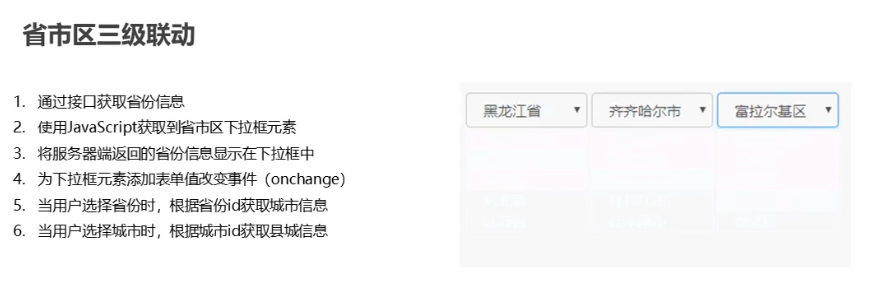 省市区三级联动
1. 通过接口获取省份信息
2. 使用JavaScript获取到省市区下拉框元素
3. 将服务器端返回的省份信息显示在下拉框中
4. 为下拉框元素添加表单值改变事件（onchange）
5. 当用户选择省份时，根据省份id获取城市信息
6. 当用户选择城市时，根据城市id获取县城信息
黑龙江省 齐齐哈尔市 富拉尔基区